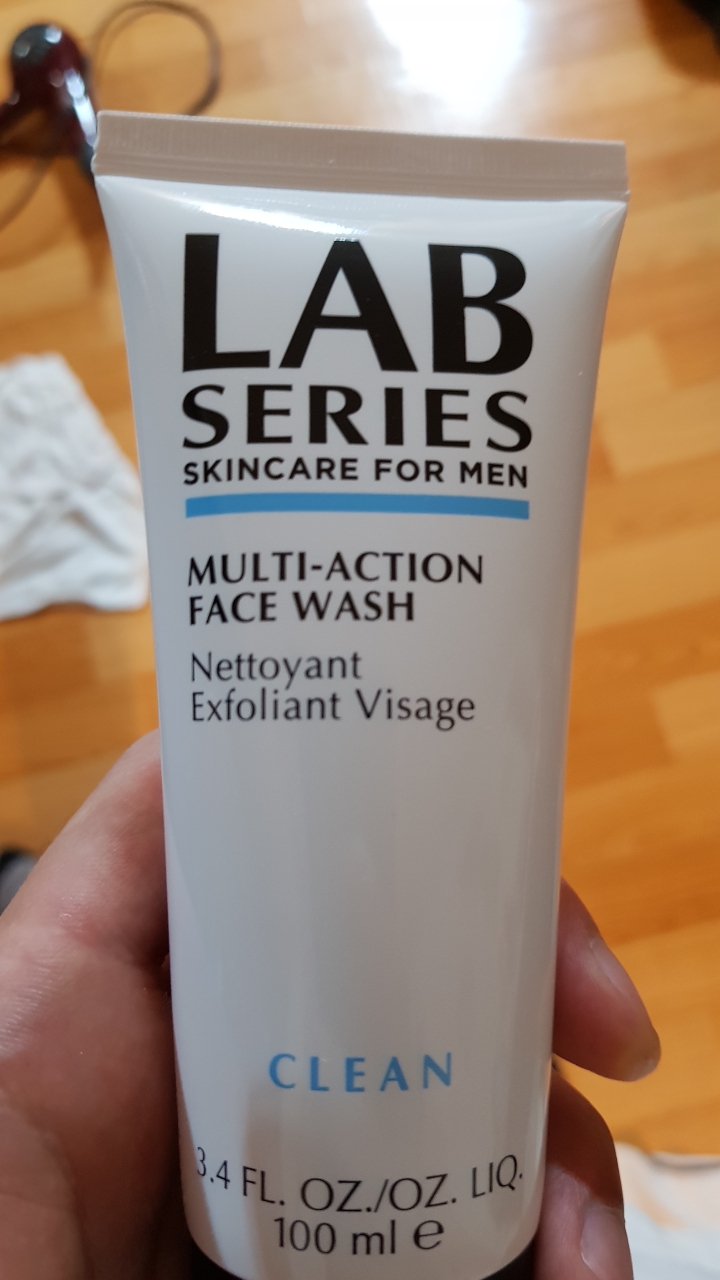 LAB
SERIES
SKINCARE FOR MEN
MULTI-ACTION
FACE WASH
Nettoyant
Exfoliant Visage
CLEAN
3.4 FL. OZ./OZ. LIQ.
100 ml ℮